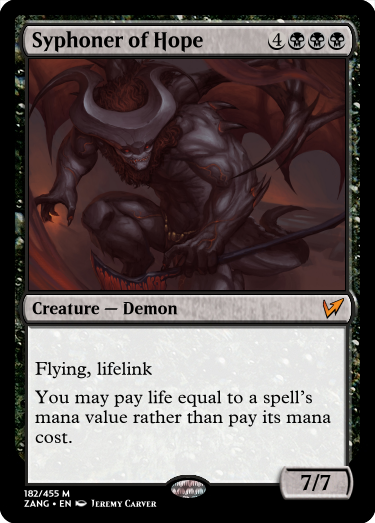 Syphoner of Hope 4
Creature — Demon
Flying, lifelink
You may pay life equal to a spell's
mana value rather than pay its mana
cost.
7/7
182/455 M
ZANG • EN Jeremy Carver